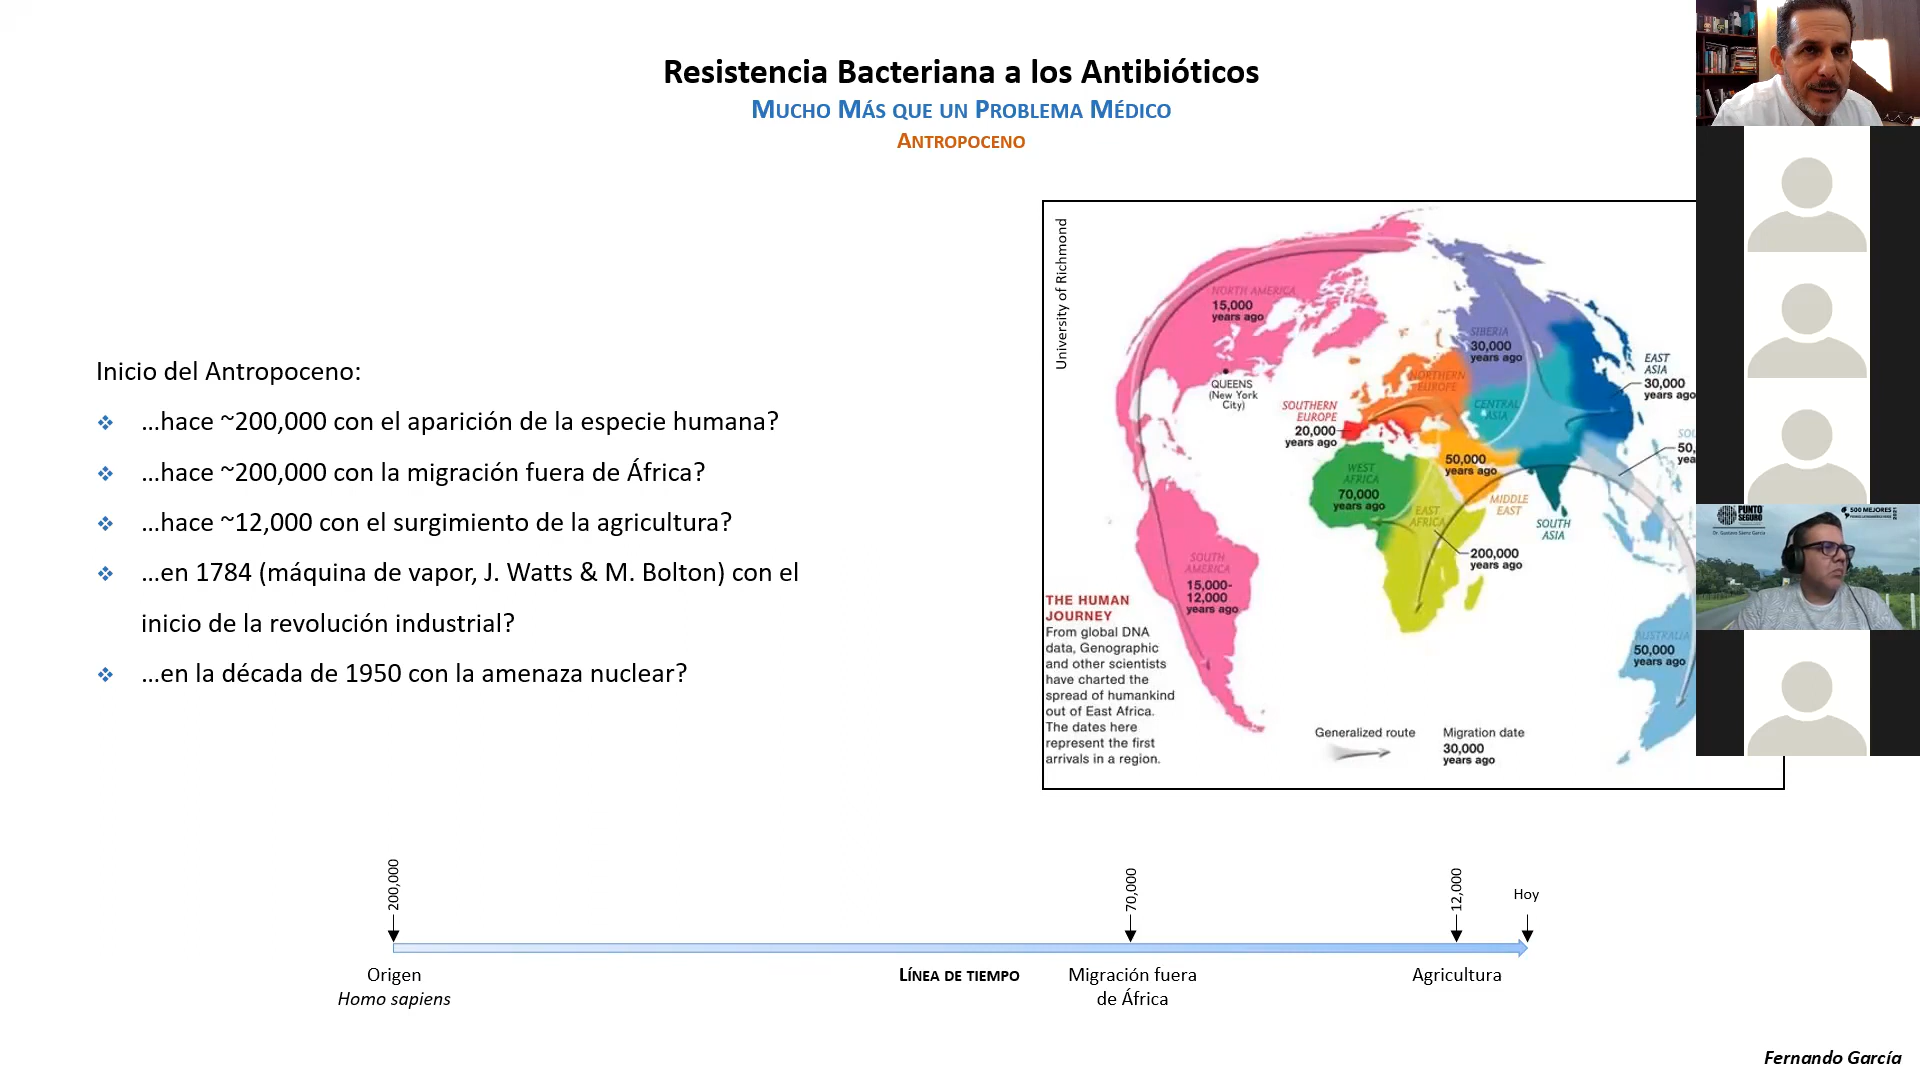 Resistencia Bacteriana a los Antibióticos
Mucho Más que un Problema Médico
Antropoceno
Inicio del Antropoceno:
…hace ~200,000 con el aparición de la especie humana?
…hace ~200,000 con la migración fuera de África?
…hace ~12,000 con el surgimiento de la agricultura?
…en 1784 (máquina de vapor, J. Watts & M. Bolton) con el
inicio de la revolución industrial?
…en la década de 1950 con la amenaza nuclear?
University of Richmond
NORTH AMERICA
15,000
years ago
QUEENS
(New York
City)
SIBERIA
30,000
years ago
EAST
ASIA
30,000
years ago
NORTHERN
EUROPE
CENTRAL
ASIA
SOUTHERN
EUROPE
20,000
years ago
50,000
years ago
MIDDLE
EAST
WEST
AFRICA
70,000
years ago
EAST
AFRICA
200,000
years ago
SOUTH
ASIA
SOUTH
AMERICA
15,000-
12,000
years ago
AUSTRALIA
50,000
years ago
THE HUMAN
JOURNEY
From global DNA
data, Genographic
and other scientists
have charted the
spread of humankind
out of East Africa.
The dates here
represent the first
arrivals in a region.
Generalized route
Migration date
30,000
years ago
PUNTO
SEGURO
500 MEJORES
200,000
70,000
12,000
Hoy
Origen
Homo sapiens
Línea de tiempo
Migración fuera
de África
Agricultura
Fernando García